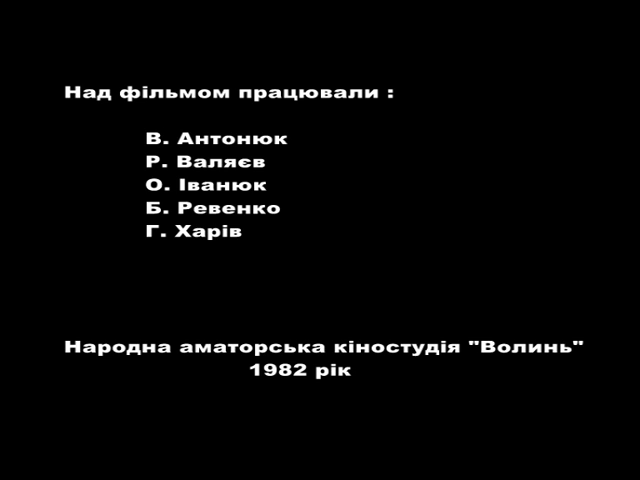 Над фільмом працювали :
В. Антонюк
Р. Валяєв
О. Іванюк
Б. Ревенко
Г. Харів
Народна аматорська кіностудія "Волинь"
1982 рік